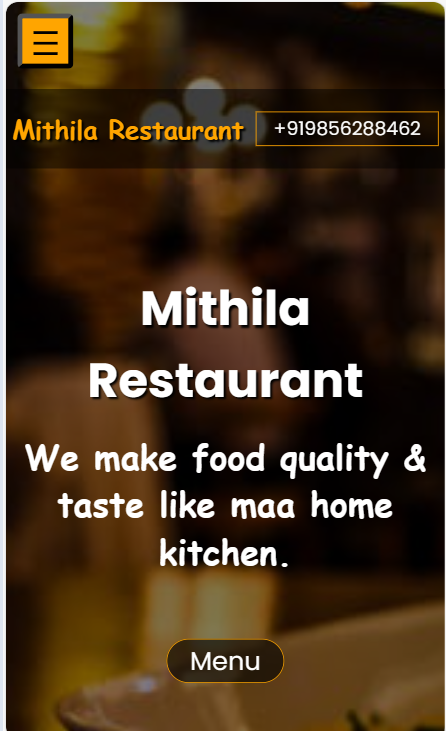 Mithila Restaurant
+919856288462
Mithila
Restaurant
We make food quality &
taste like maa home
kitchen.
Menu